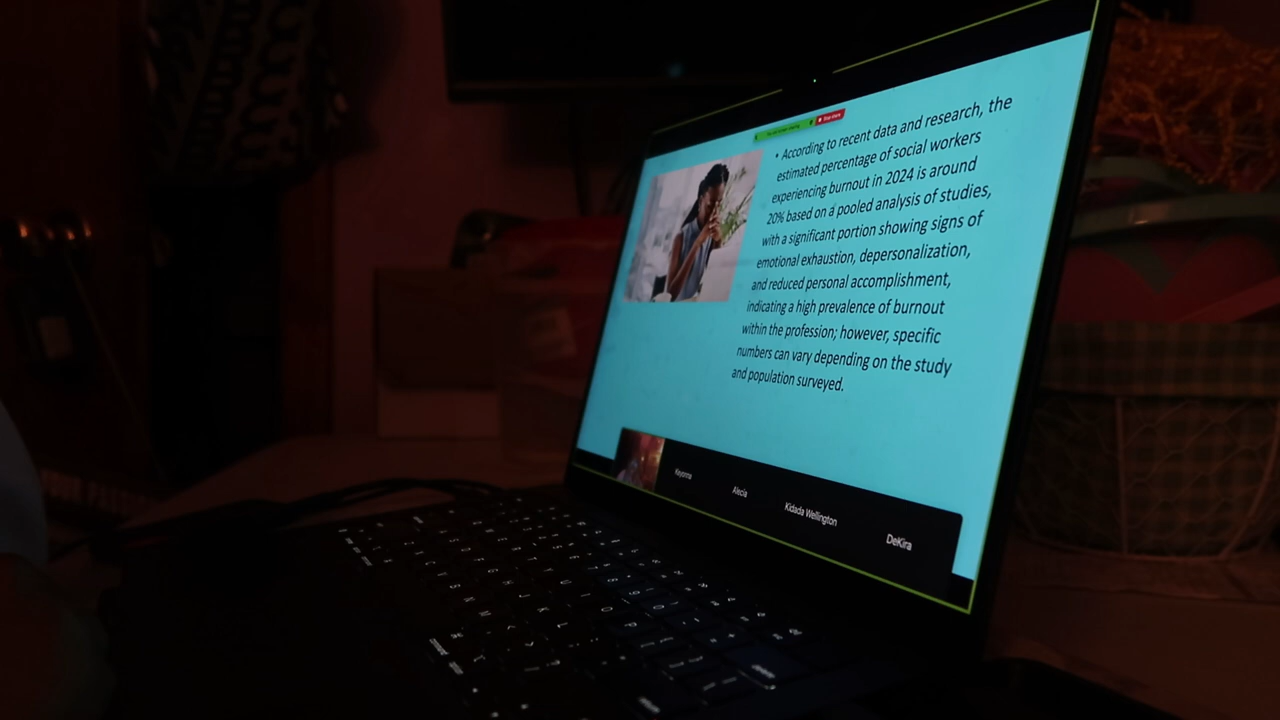 Stop share
• According to recent data and research, the
estimated percentage of social workers
experiencing burnout in 2024 is around
20% based on a pooled analysis of studies,
with a significant portion showing signs of
emotional exhaustion, depersonalization,
and reduced personal accomplishment,
indicating a high prevalence of burnout
within the profession; however, specific
numbers can vary depending on the study
and population surveyed.
Alecia
Kidada Wellington
DeKira